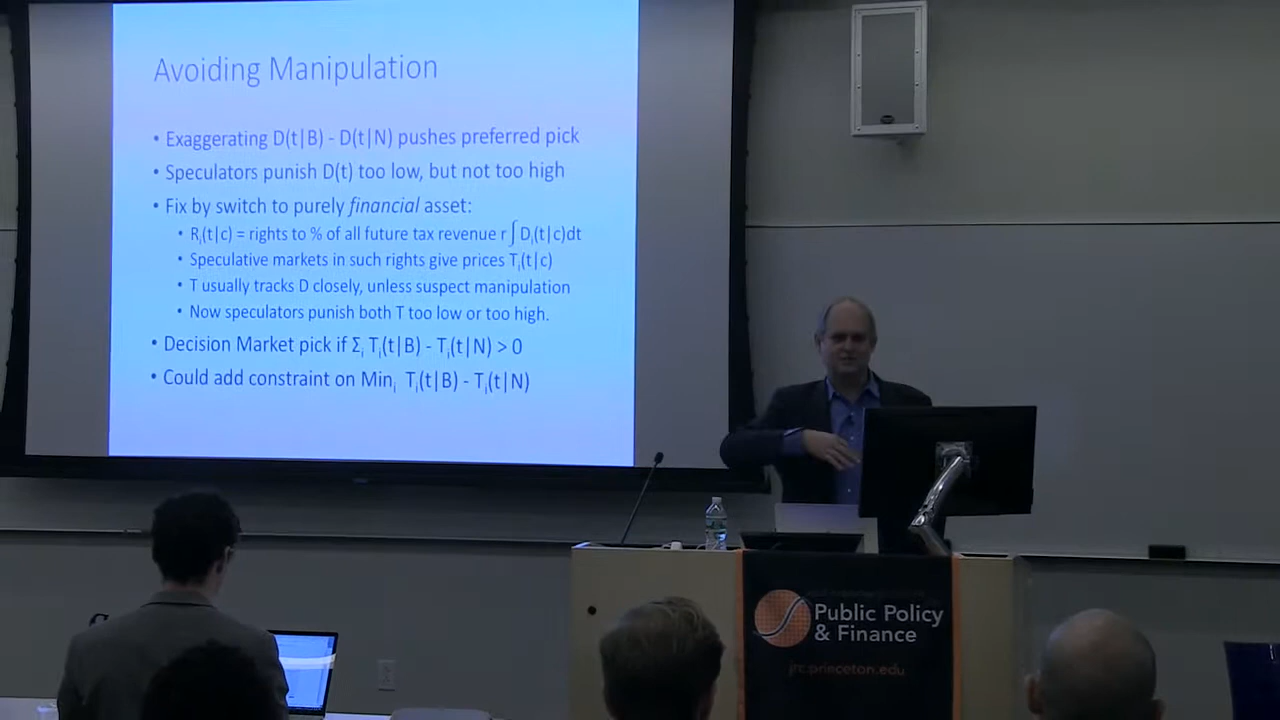 Avoiding Manipulation
• Exaggerating D(t|B) - D(t|N) pushes preferred pick
• Speculators punish D(t) too low, but not too high
• Fix by switch to purely financial asset:
• Rᵢ(t|c) = rights to % of all future tax revenue r ∫ Dᵢ(t|c)dt
• Speculative markets in such rights give prices Tᵢ(t|c)
• T usually tracks D closely, unless suspect manipulation
• Now speculators punish both T too low or too high.
• Decision Market pick if Σᵢ Tᵢ(t|B) - Tᵢ(t|N) > 0
• Could add constraint on Minᵢ Tᵢ(t|B) - Tᵢ(t|N)
Public Policy
& Finance
jrc.princeton.edu